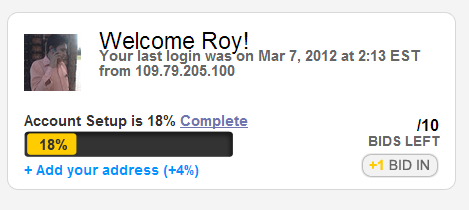 Welcome Roy!
Your last login was on Mar 7, 2012 at 2:13 EST
from 109.79.205.100
Account Setup is 18% Complete
18%
+ Add your address (+4%)
/10
BIDS LEFT
+1 BID IN